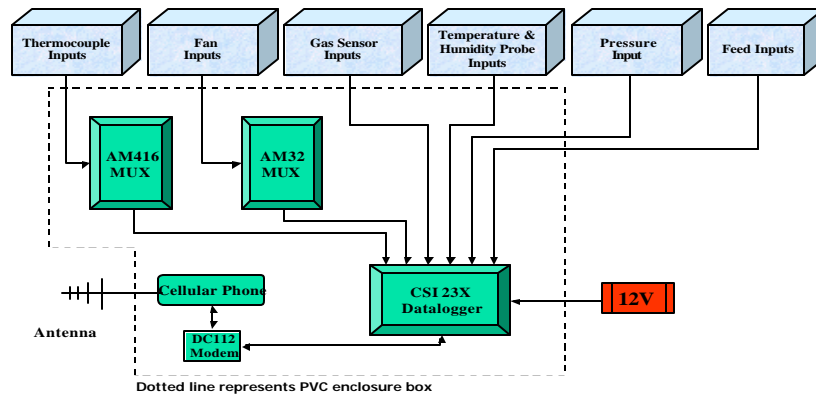 Thermocouple
Inputs
Fan
Inputs
Gas Sensor
Inputs
Temperature &
Humidity Probe
Inputs
Pressure
Input
Feed Inputs
AM416
MUX
AM32
MUX
Cellular Phone
CSI 23X
Datalogger
12V
Antenna
DC112
Modem
Dotted line represents PVC enclosure box